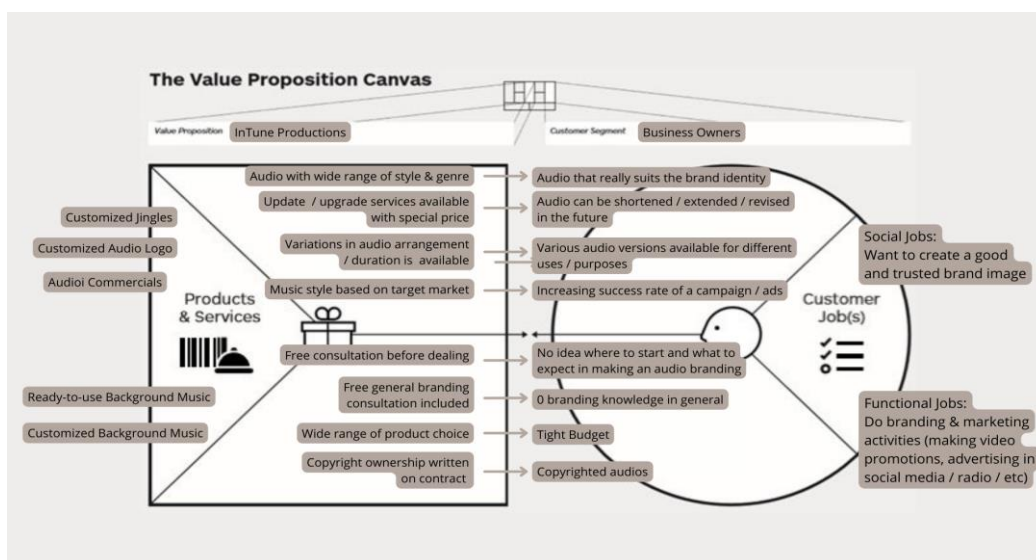 The Value Proposition Canvas
Value Proposition
InTune Productions
Customer Segment
Business Owners
Customized Jingles
Customized Audio Logo
Audioi Commercials
Products
& Services
Ready-to-use Background Music
Customized Background Music
Audio with wide range of style & genre
Update / upgrade services available
with special price
Variations in audio arrangement
/ duration is available
Music style based on target market
Free consultation before dealing
Free general branding
consultation included
Wide range of product choice
Copyright ownership written
on contract
Audio that really suits the brand identity
Audio can be shortened / extended / revised
in the future
Various audio versions available for different
uses / purposes
Increasing success rate of a campaign / ads
No idea where to start and what to
expect in making an audio branding
0 branding knowledge in general
Tight Budget
Copyrighted audios
Social Jobs:
Want to create a good
and trusted brand image
Customer
Job(s)
Functional Jobs:
Do branding & marketing
activities (making video
promotions, advertising in
social media / radio / etc)